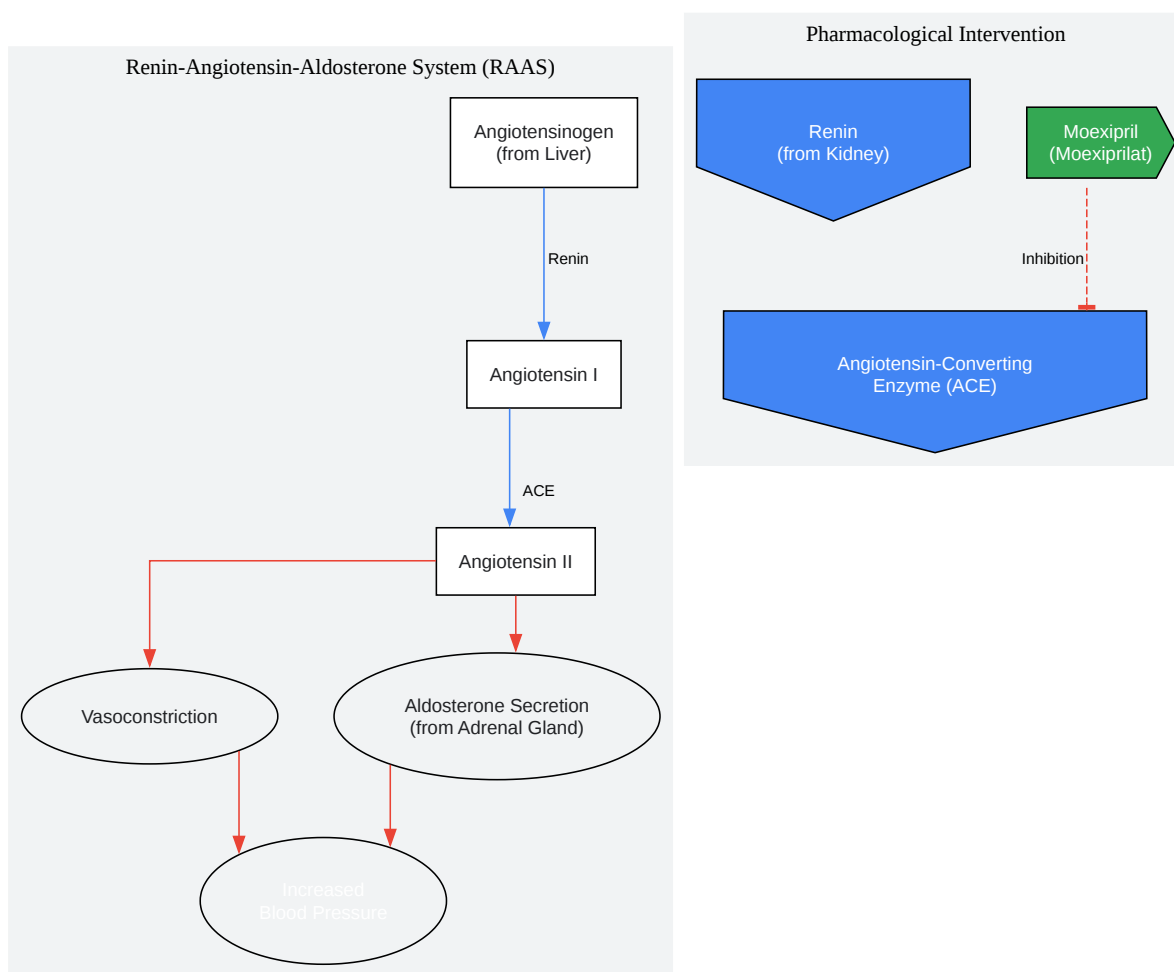 Renin-Angiotensin-Aldosterone System (RAAS)
Angiotensinogen
(from Liver)
Renin
Angiotensin I
ACE
Angiotensin II
Vasoconstriction
Aldosterone Secretion
(from Adrenal Gland)
Increased
Blood Pressure
Pharmacological Intervention
Renin
(from Kidney)
Moexipril
(Moexiprilat)
Inhibition
Angiotensin-Converting
Enzyme (ACE)